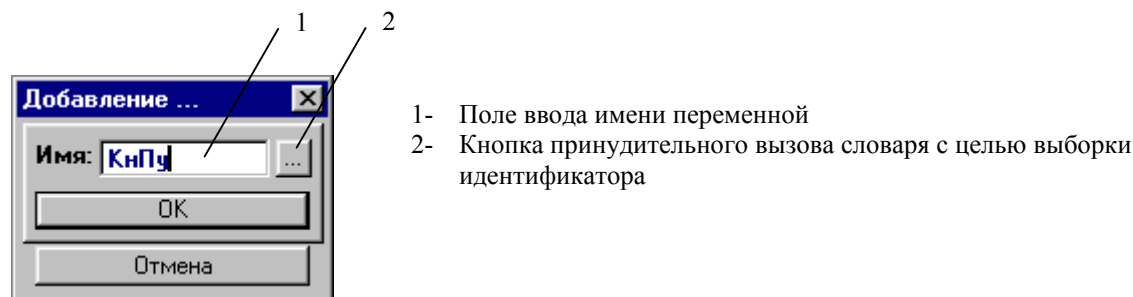 1 2
Добавление ...
Имя: КнПу ...
OK
Отмена
1- Поле ввода имени переменной
2- Кнопка принудительного вызова словаря с целью выборки
идентификатора